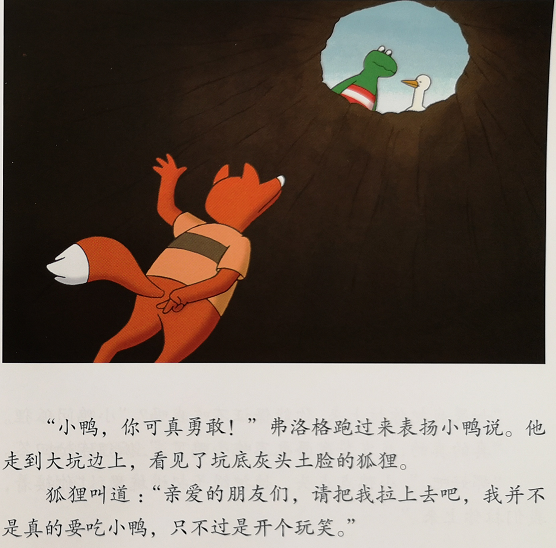 “小鸭，你可真勇敢！”弗洛格跑过来表扬小鸭说。他
走到大坑边上，看见了坑底灰头土脸的狐狸。
狐狸叫道：“亲爱的朋友们，请把我拉上去吧，我并不
是真的要吃小鸭，只不过是开个玩笑。”